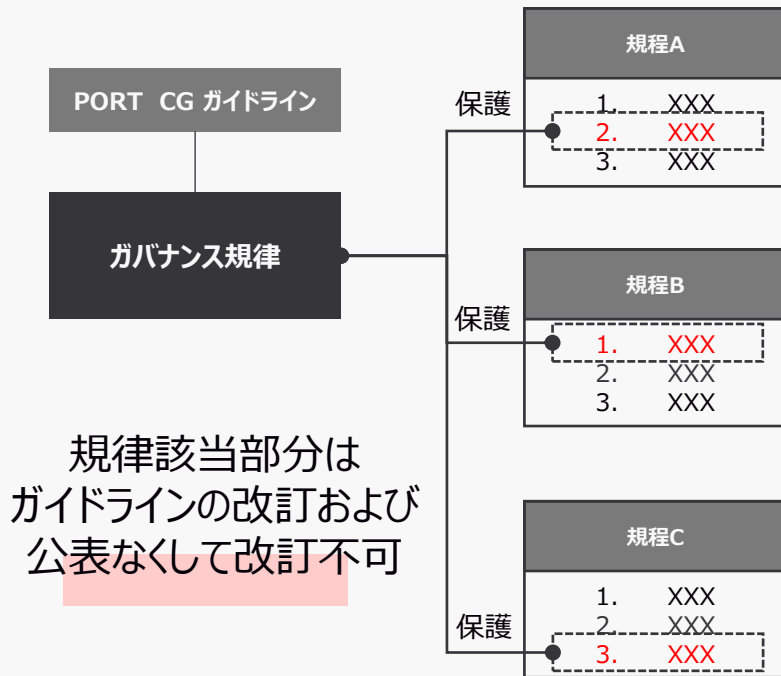 規程A
PORT CG ガイドライン
保護
1. XXX
2. XXX
3. XXX
ガバナンス規律
規程B
保護
1. XXX
2. XXX
3. XXX
規律該当部分は
ガイドラインの改訂および
公表なくして改訂不可
規程C
1. XXX
2. XXX
保護
3. XXX